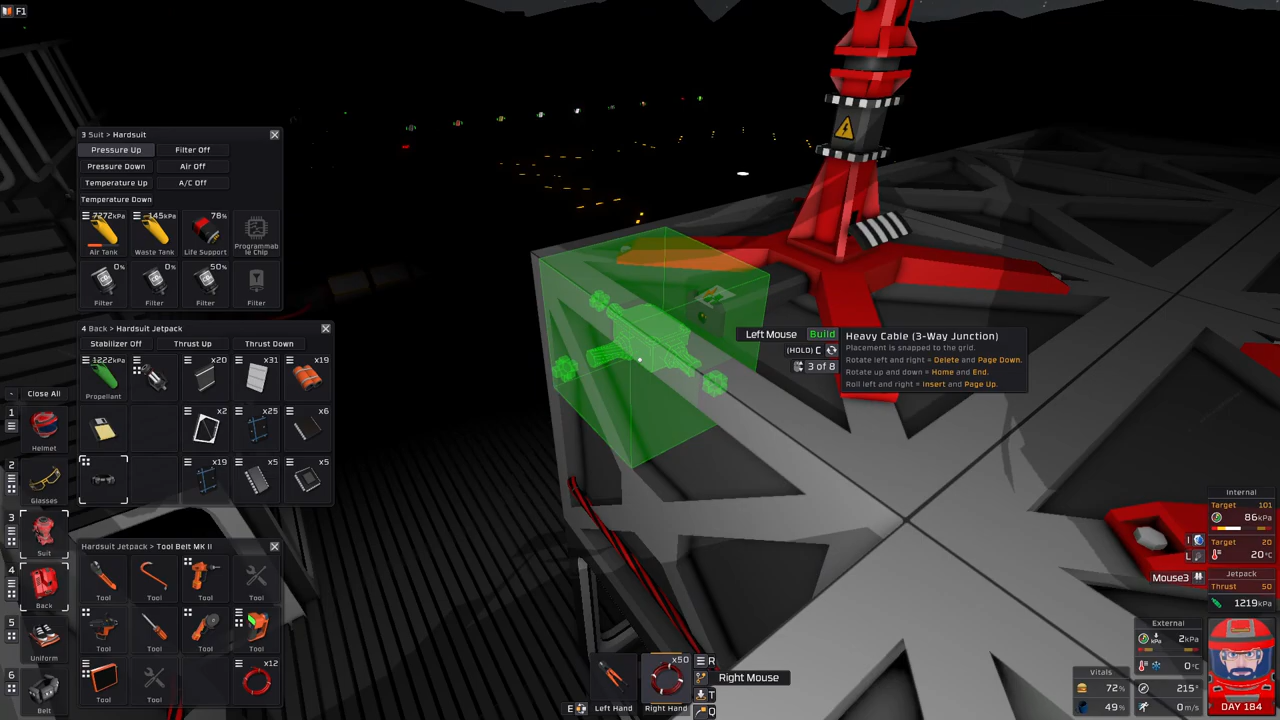 F1
3 Suit > Hardsuit
Pressure Up
Filter Off
Pressure Down
Air Off
Temperature Up
A/C Off
Temperature Down
7272kPa
145kPa
78%
Air Tank
Waste Tank
Life Support
Programmab
le Chip
0%
0%
50%
Filter
Filter
Filter
Filter
4 Back > Hardsuit Jetpack
Stabilizer Off
Thrust Up
Thrust Down
1222kPa
x20
x31
x19
Propellant
x2
x25
x6
x19
x5
x5
Hardsuit Jetpack > Tool Belt MK II
Tool
Tool
Tool
Tool
Tool
Tool
Tool
Tool
x12
Tool
Tool
Tool
- Close All
1
Helmet
2
Glasses
3
Suit
4
Back
5
Uniform
6
Belt
Left Mouse
Build
(HOLD) C
3 of 8
Heavy Cable (3-Way Junction)
Placement is snapped to the grid.
Rotate left and right = Delete and Page Down.
Rotate up and down = Home and End.
Roll left and right = Insert and Page Up.
E
Left Hand
x50
Right Hand
R
T
Q
Right Mouse
Internal
Target 101
86kPa
I
Target 20
L
20°C
Mouse3
Jetpack
Thrust 50
1219kPa
External
2kPa
0°C
Vitals
72%
215°
49%
0m/s
DAY 184